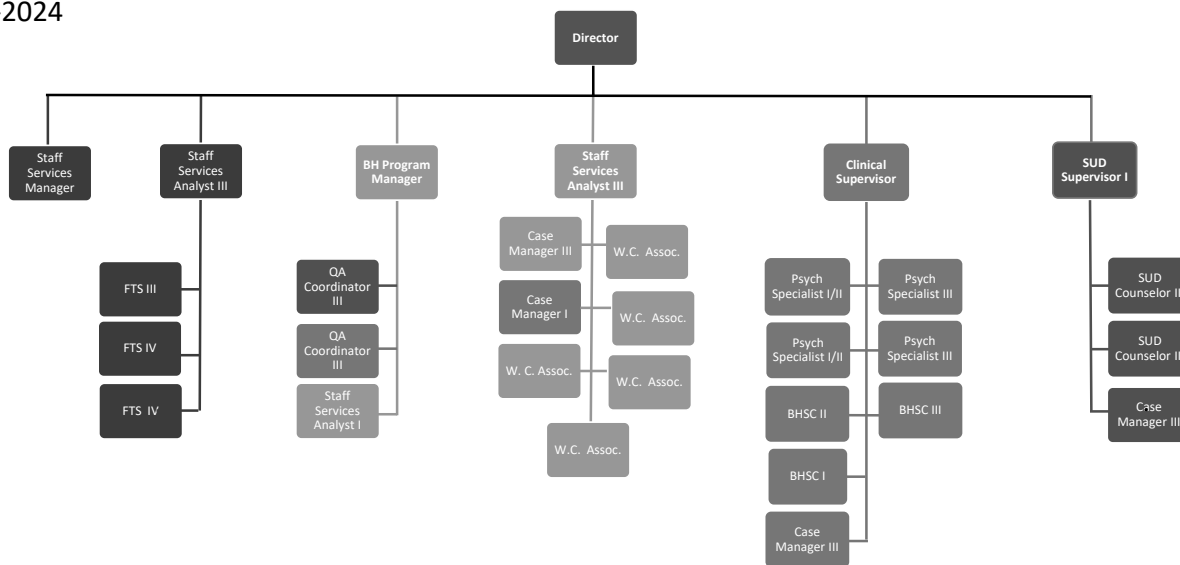 -2024
Director
Staff
Services
Manager
Staff
Services
Analyst III
BH Program
Manager
Staff
Services
Analyst III
Clinical
Supervisor
SUD
Supervisor I
FTS III
FTS IV
FTS IV
QA
Coordinator
III
QA
Coordinator
III
Staff
Services
Analyst I
Case
Manager III
W.C. Assoc.
Case
Manager I
W.C. Assoc.
W. C. Assoc.
W.C. Assoc.
W.C. Assoc.
Psych
Specialist I/II
Psych
Specialist III
Psych
Specialist I/II
Psych
Specialist III
BHSC II
BHSC III
BHSC I
Case
Manager III
SUD
Counselor II
SUD
Counselor II
Case
Manager III